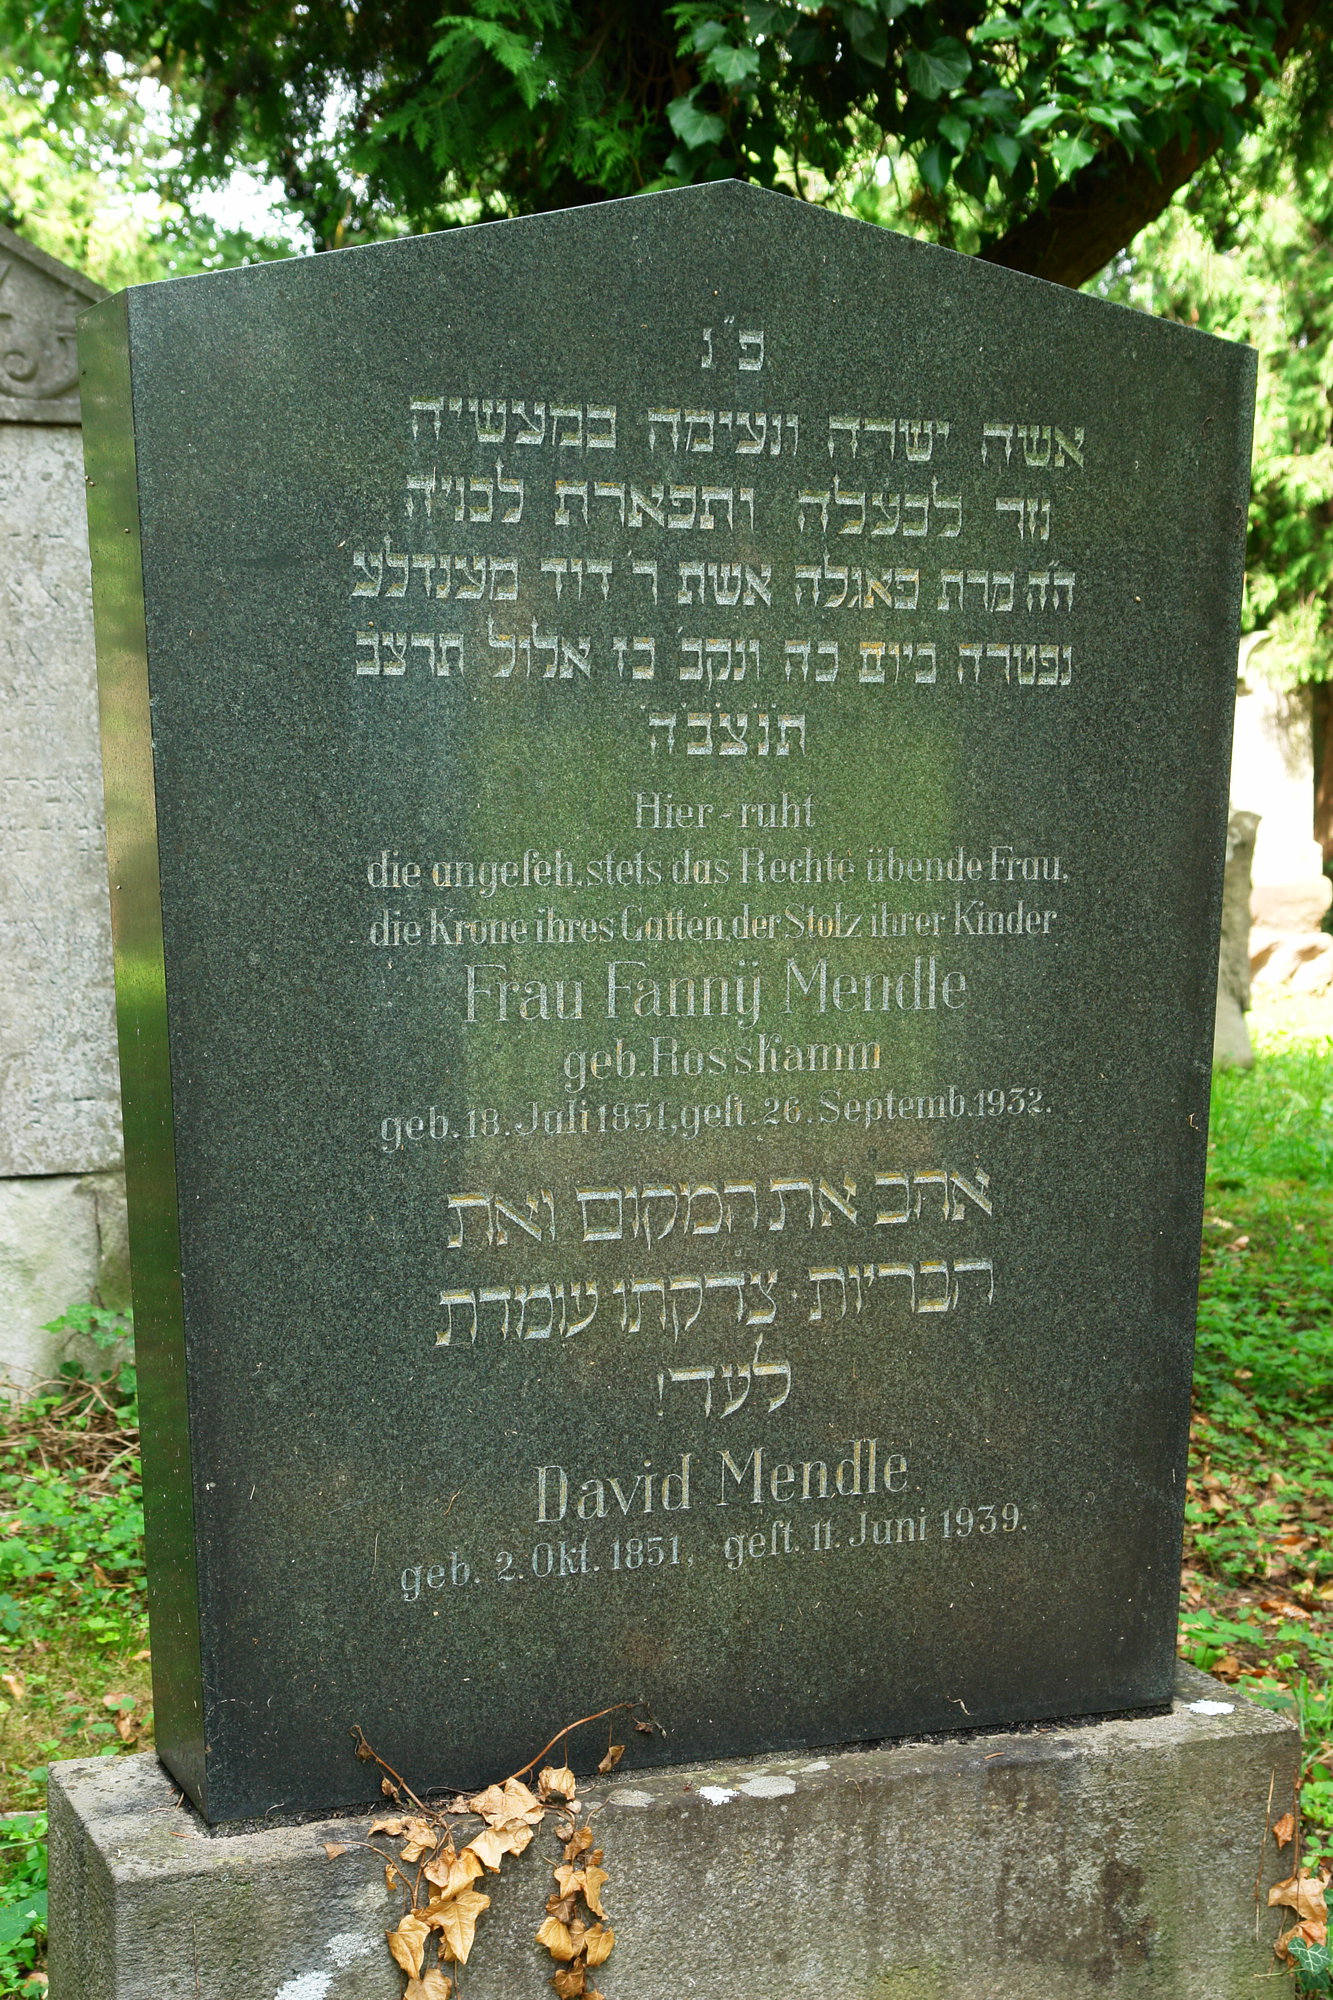 פ״נ
אשה ישרה ונעימה במעשי׳ה
נזר לבעלה ותפארת לבני׳ה
ה״ה מרת פאגלה אשת ר׳ דוד מענדלע
נפטרה ביום כה ונקב׳ כז אלול תרצב
ת׳נ׳צ׳ב׳ה׳
Hier-ruht
die angeſeh. stets das Rechte übende Frau,
die Krone ihres Gatten, der Stolz ihrer Kinder
Frau Fannÿ Mendle
geb. Rosskamm
geb. 18. Juli 1851, geſt. 26. Septemb. 1932.
אהב את המקום ואת
הבריות · צדקתו עומדת
לעד!
David Mendle
geb. 2. Okt. 1851, geſt. 11. Juni 1939.